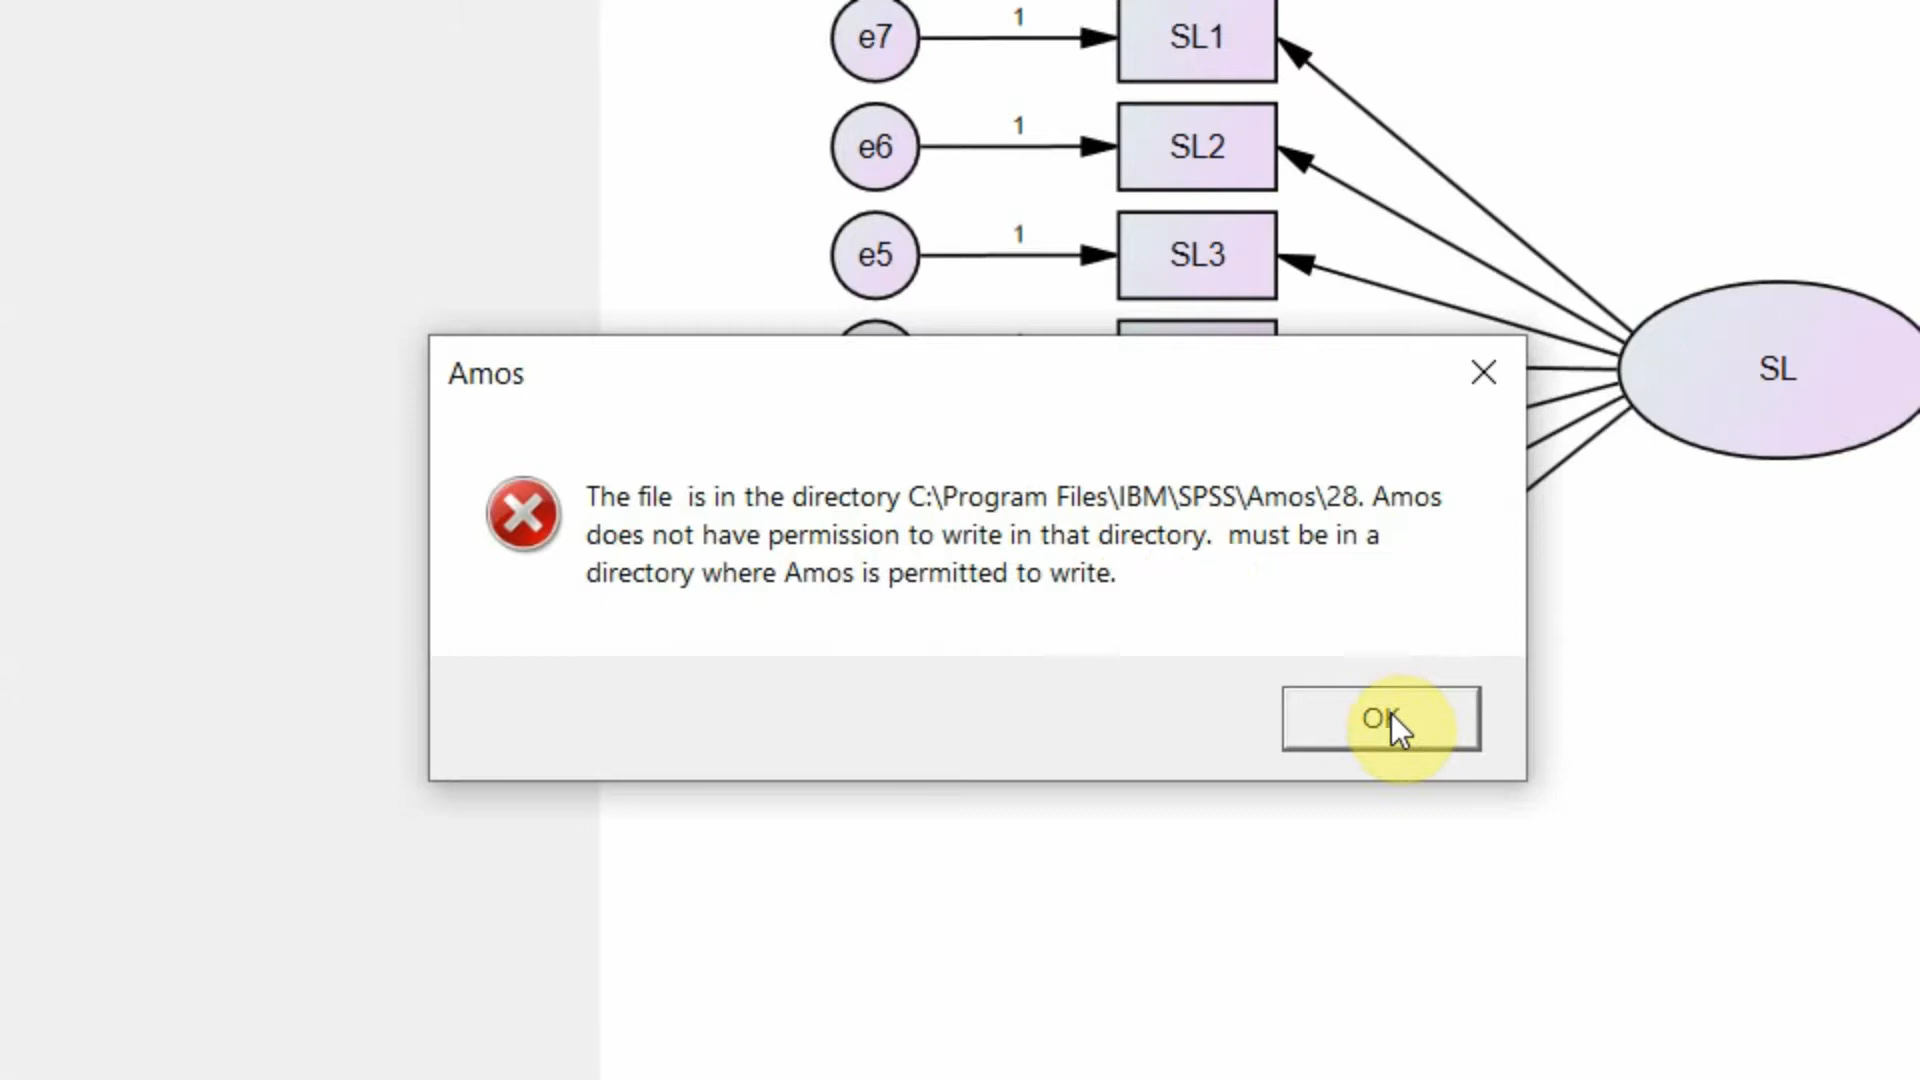 e7 1 SL1
e6 1 SL2
e5 1 SL3
SL
Amos
The file  is in the directory C:\Program Files\IBM\SPSS\Amos\28. Amos
does not have permission to write in that directory.  must be in a
directory where Amos is permitted to write.
OK